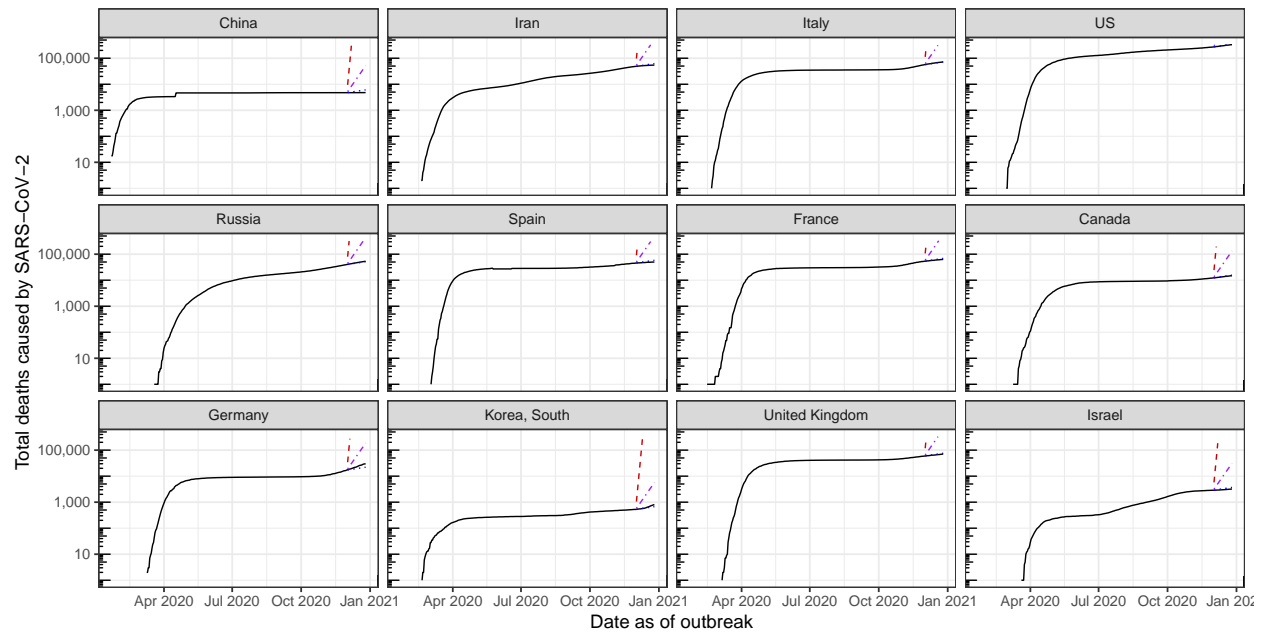 China Iran Italy US
100,000
1,000
10
Russia Spain France Canada
100,000
1,000
10
Germany Korea, South United Kingdom Israel
100,000
1,000
10
Apr 2020 Jul 2020 Oct 2020 Jan 2021 Apr 2020 Jul 2020 Oct 2020 Jan 2021 Apr 2020 Jul 2020 Oct 2020 Jan 2021 Apr 2020 Jul 2020 Oct 2020 Jan 202
Date as of outbreak
Total deaths caused by SARS−CoV−2